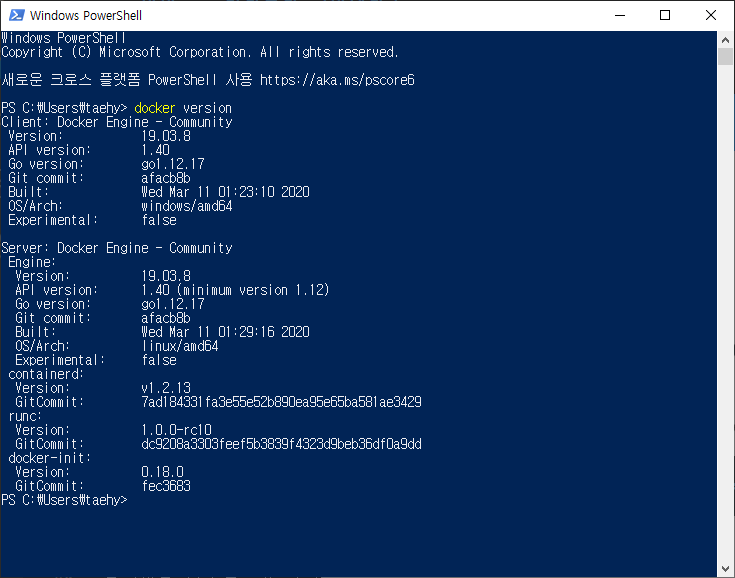 Windows PowerShell
Windows PowerShell
Copyright (C) Microsoft Corporation. All rights reserved.
새로운 크로스 플랫폼 PowerShell 사용 https://aka.ms/pscore6
PS C:₩Users₩taehy> docker version
Client: Docker Engine - Community
 Version:           19.03.8
 API version:       1.40
 Go version:        go1.12.17
 Git commit:        afacb8b
 Built:             Wed Mar 11 01:23:10 2020
 OS/Arch:           windows/amd64
 Experimental:      false
Server: Docker Engine - Community
 Engine:
  Version:          19.03.8
  API version:      1.40 (minimum version 1.12)
  Go version:       go1.12.17
  Git commit:       afacb8b
  Built:            Wed Mar 11 01:29:16 2020
  OS/Arch:          linux/amd64
  Experimental:     false
 containerd:
  Version:          v1.2.13
  GitCommit:        7ad184331fa3e55e52b890ea95e65ba581ae3429
 runc:
  Version:          1.0.0-rc10
  GitCommit:        dc9208a3303feef5b3839f4323d9beb36df0a9dd
 docker-init:
  Version:          0.18.0
  GitCommit:        fec3683
PS C:₩Users₩taehy>